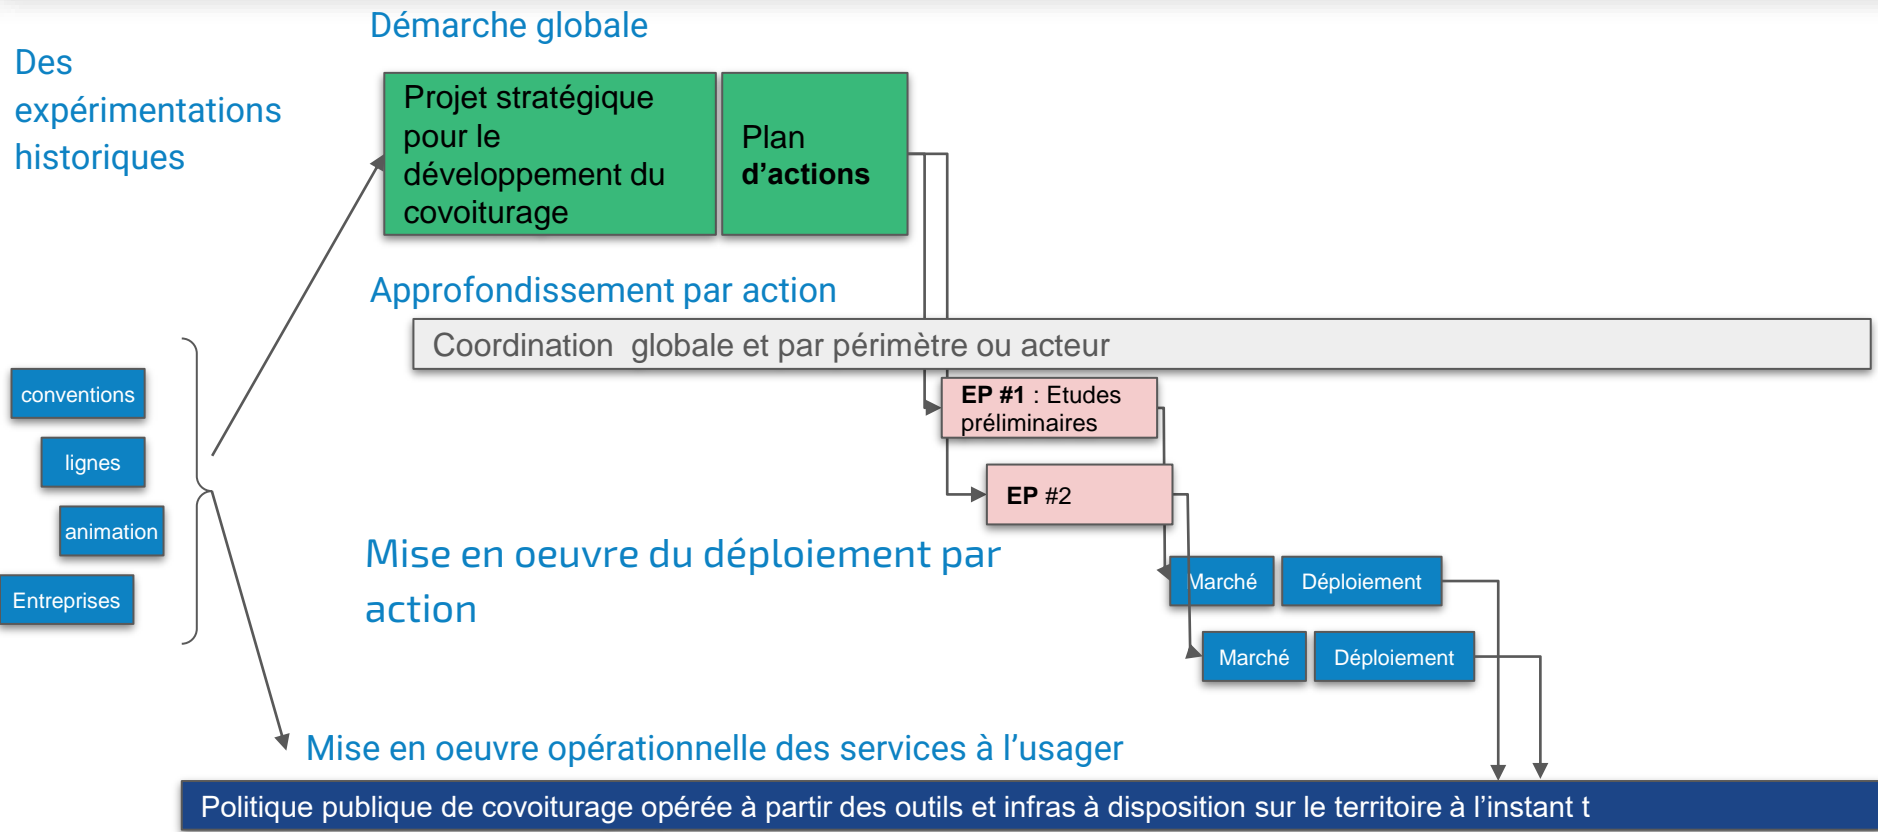 Démarche globale
Des
expérimentations
historiques
Projet stratégique
pour le
développement du
covoiturage
Plan
d’actions
Approfondissement par action
Coordination  globale et par périmètre ou acteur
conventions
lignes
animation
Entreprises
EP #1 : Etudes
préliminaires
EP #2
Mise en oeuvre du déploiement par
action
Marché
Déploiement
Marché
Déploiement
Mise en oeuvre opérationnelle des services à l’usager
Politique publique de covoiturage opérée à partir des outils et infras à disposition sur le territoire à l’instant t